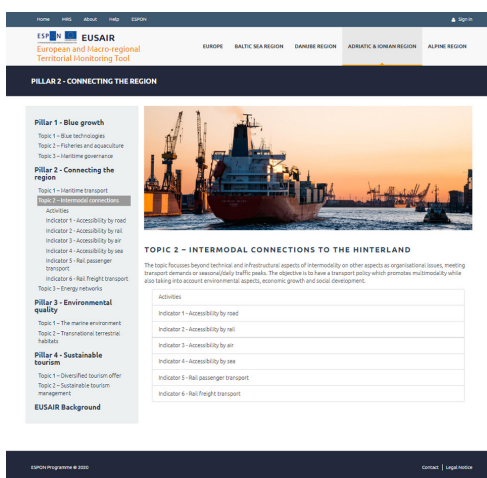 Home MRS About Help ESPON Sign in
ESPON EUSAIR
European and Macro-regional
Territorial Monitoring Tool
EUROPE BALTIC SEA REGION DANUBE REGION ADRIATIC & IONIAN REGION ALPINE REGION
PILLAR 2 - CONNECTING THE REGION
Pillar 1 - Blue growth
Topic 1 – Blue technologies
Topic 2 – Fisheries and aquaculture
Topic 3 – Maritime governance
Pillar 2 - Connecting the
region
Topic 1 – Maritime transport
Topic 2 – Intermodal connections
Activities
Indicator 1 - Accessibility by road
Indicator 2 - Accessibility by rail
Indicator 3 - Accessibility by air
Indicator 4 - Accessibility by sea
Indicator 5 - Rail passenger
transport
Indicator 6 - Rail freight transport
Topic 3 – Energy networks
Pillar 3 - Environmental
quality
Topic 1 – The marine environment
Topic 2 – Transnational terrestrial
habitats
Pillar 4 - Sustainable
tourism
Topic 1 – Diversified tourism offer
Topic 2 – Sustainable tourism
management
EUSAIR Background
TOPIC 2 – INTERMODAL CONNECTIONS TO THE HINTERLAND
The topic focusses beyond technical and infrastructural aspects of intermodality on other aspects as organisational issues, meeting
transport demands or seasonal/daily traffic peaks. The objective is to have a transport policy which promotes multimodality while
also taking into account environmental aspects, economic growth and social development.
Activities
Indicator 1 - Accessibility by road
Indicator 2 - Accessibility by rail
Indicator 3 - Accessibility by air
Indicator 4 - Accessibility by sea
Indicator 5 - Rail passenger transport
Indicator 6 - Rail freight transport
ESPON Programme © 2020 Contact | Legal Notice